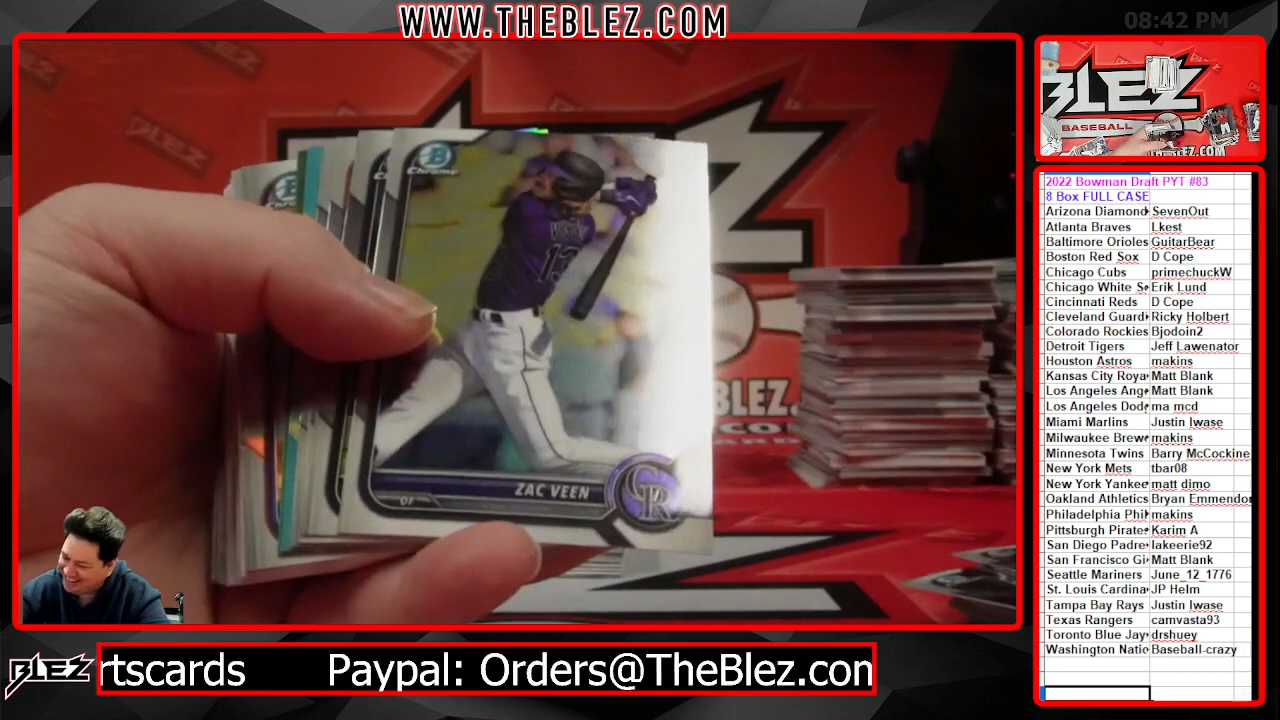 WWW.THEBLEZ.COM
08:42 PM
BLEZ
BASEBALL
2022 Bowman Draft PYT #83
8 Box FULL CASE
Arizona Diamond SevenOut
Atlanta Braves Lkest
Baltimore Orioles GuitarBear
Boston Red Sox D Cope
Chicago Cubs primechuckW
Chicago White S Erik Lund
Cincinnati Reds D Cope
Cleveland Guard Ricky Holbert
Colorado Rockies Bjodoin2
Detroit Tigers Jeff Lawenator
Houston Astros makins
Kansas City Roya Matt Blank
Los Angeles Ang Matt Blank
Los Angeles Dod ma mcd
Miami Marlins Justin Iwase
Milwaukee Brew makins
Minnesota Twins Barry McCockine
New York Mets tbar08
New York Yankee matt dimo
Oakland Athletics Bryan Emmendor
Philadelphia Phil makins
Pittsburgh Pirate Karim A
San Diego Padre lakeerie92
San Francisco Gi Matt Blank
Seattle Mariners June_12_1776
St. Louis Cardina JP Helm
Tampa Bay Rays Justin Iwase
Texas Rangers camvasta93
Toronto Blue Jay drshuey
Washington Natio Baseball-crazy
B
Chrome
13
ZAC VEEN
OF
CR
BLEZ.
BLEZ
rtscards Paypal: Orders@TheBlez.com